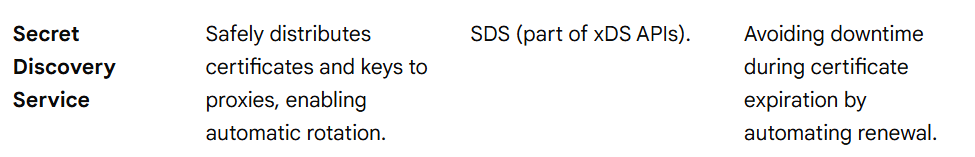 Secret
Discovery
Service
Safely distributes
certificates and keys to
proxies, enabling
automatic rotation.
SDS (part of xDS APIs).
Avoiding downtime
during certificate
expiration by
automating renewal.